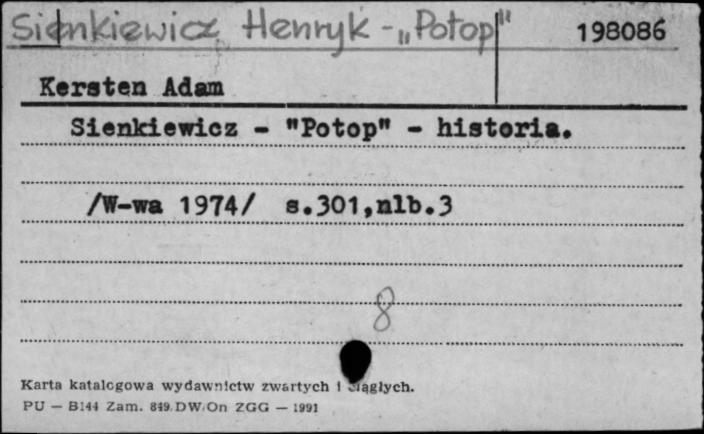 Sienkiewicz Henryk - „Potop" 198086
Kersten Adam
Sienkiewicz - "Potop" - historia.
/W-wa 1974/ s.301,nlb.3
8
Karta katalogowa wydawnictw zwartych i ciągłych.
PU — B144 Zam. 849 DW/On ZGG — 1991